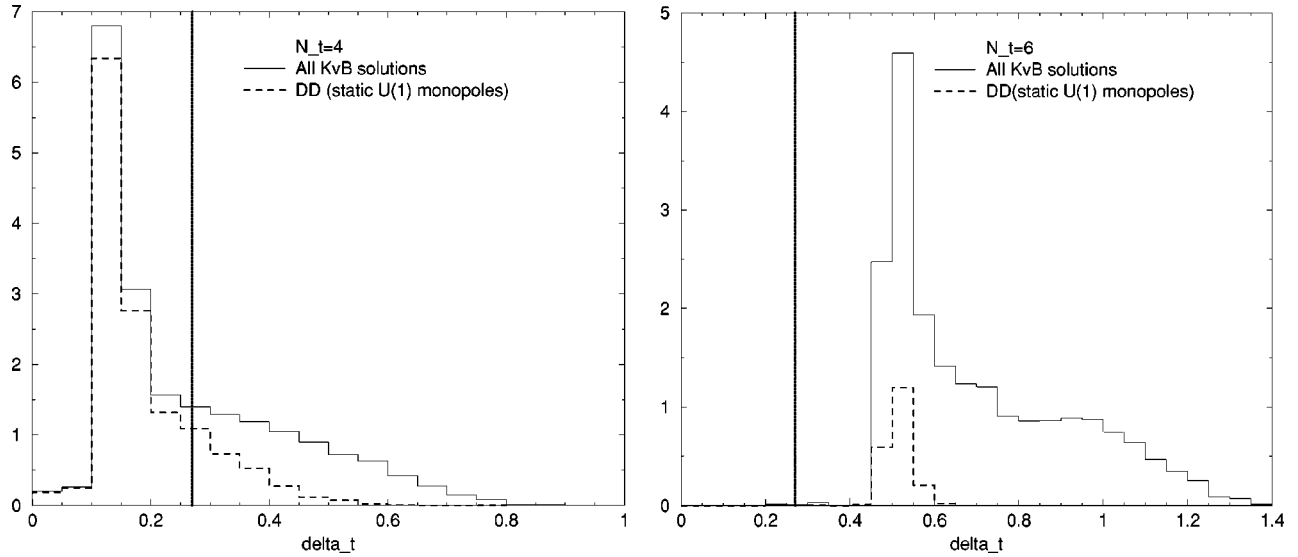 7
6
5
4
3
2
1
0
N_t=4
All KvB solutions
DD (static U(1) monopoles)
0 0.2 0.4 0.6 0.8 1
delta_t
5
4
3
2
1
0
N_t=6
All KvB solutions
DD(static U(1) monopoles)
0 0.2 0.4 0.6 0.8 1 1.2 1.4
delta_t